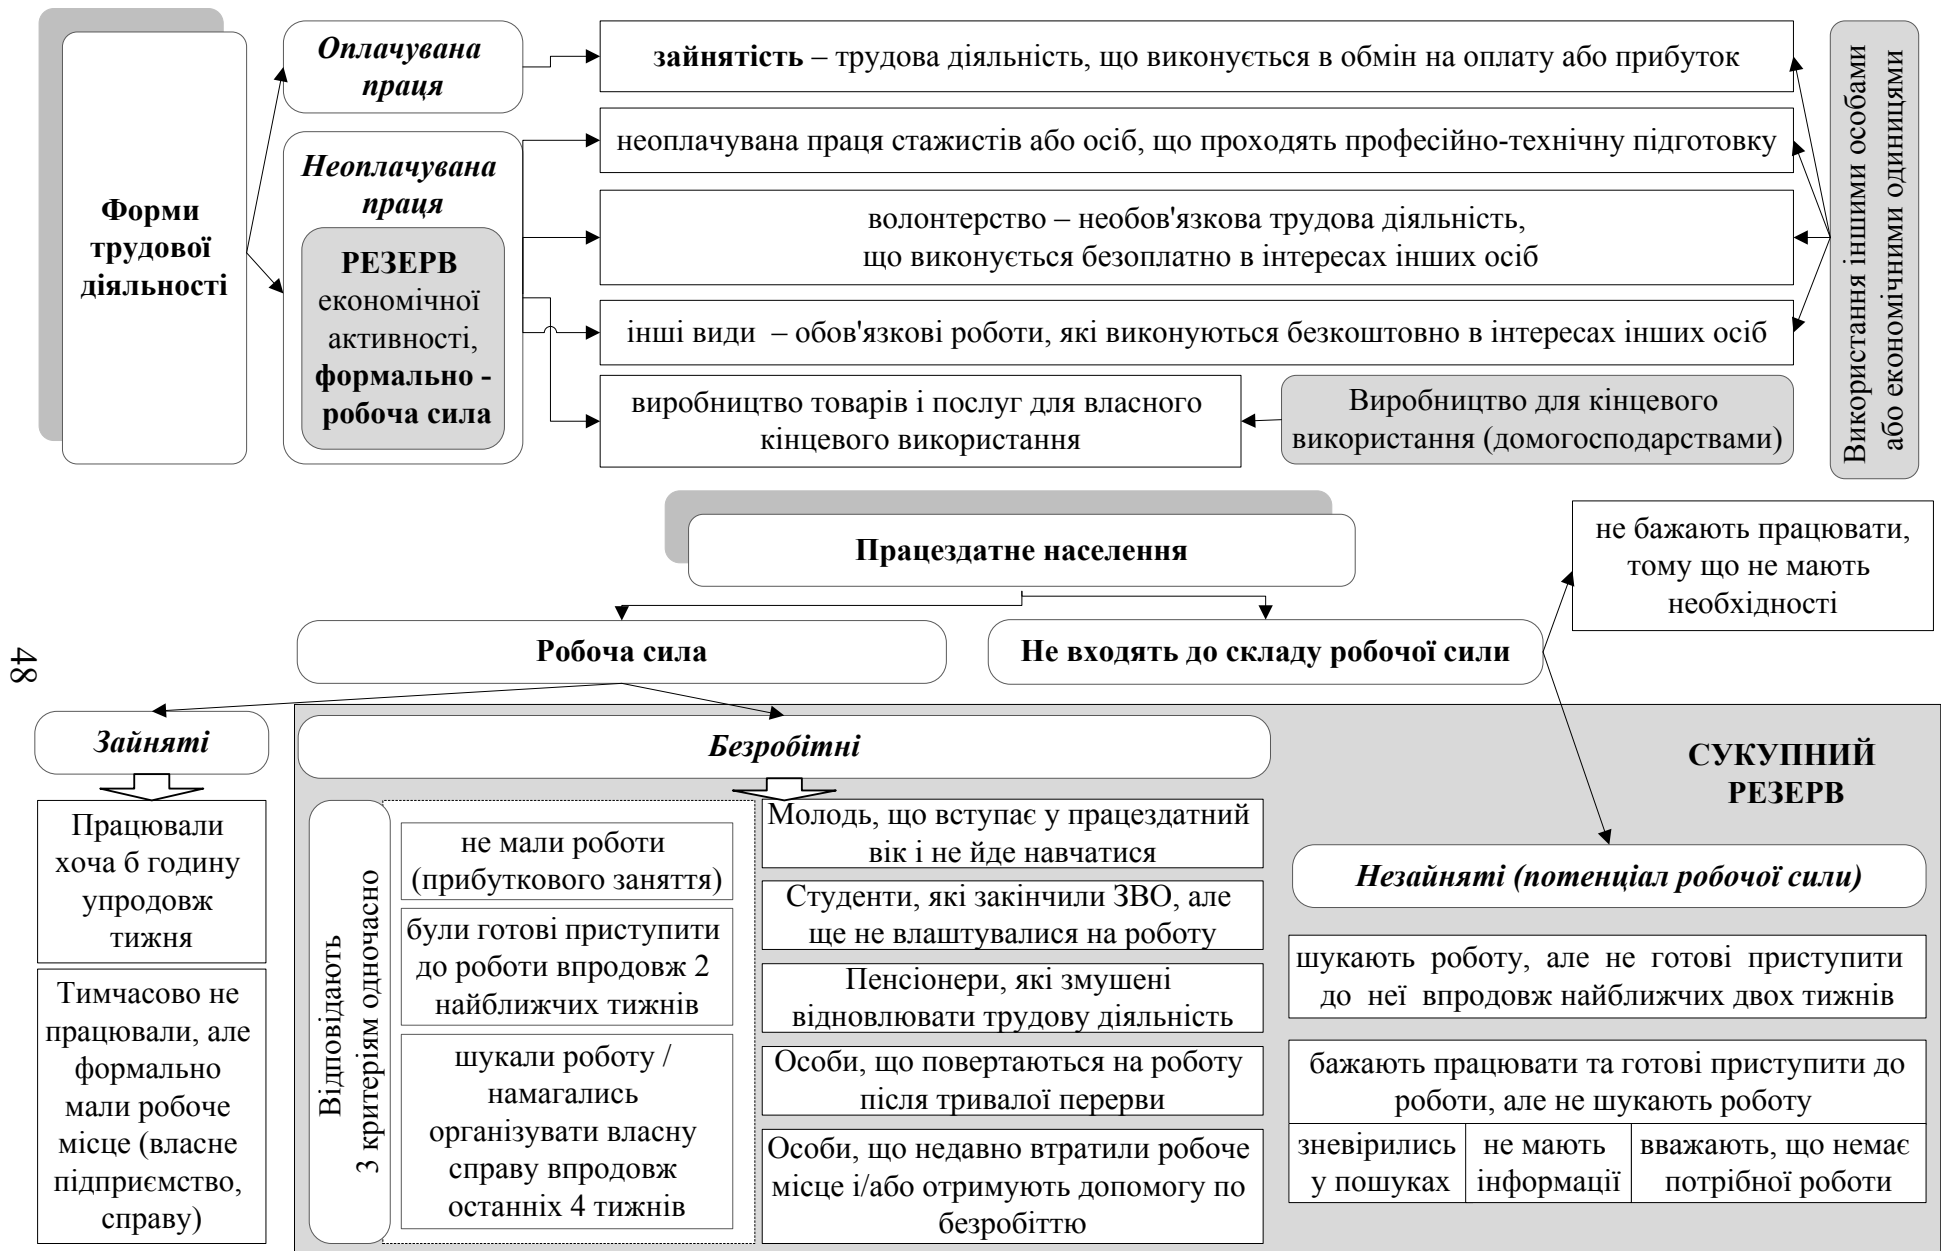 Форми
трудової
діяльності
Оплачувана
праця
Неоплачувана
праця
РЕЗЕРВ
економічної
активності,
формально -
робоча сила
зайнятість – трудова діяльність, що виконується в обмін на оплату або прибуток
неоплачувана праця стажистів або осіб, що проходять професійно-технічну підготовку
волонтерство – необов'язкова трудова діяльність,
що виконується безоплатно в інтересах інших осіб
інші види – обов'язкові роботи, які виконуються безкоштовно в інтересах інших осіб
виробництво товарів і послуг для власного
кінцевого використання
Виробництво для кінцевого
використання (домогосподарствами)
Використання іншими особами
або економічними одиницями
Працездатне населення
не бажають працювати,
тому що не мають
необхідності
Робоча сила
Не входять до складу робочої сили
48
Зайняті
Працювали
хоча б годину
упродовж
тижня
Тимчасово не
працювали, але
формально
мали робоче
місце (власне
підприємство,
справу)
Безробітні
Відповідають
3 критеріям одночасно
не мали роботи
(прибуткового заняття)
були готові приступити
до роботи впродовж 2
найближчих тижнів
шукали роботу /
намагались
організувати власну
справу впродовж
останніх 4 тижнів
Молодь, що вступає у працездатний
вік і не йде навчатися
Студенти, які закінчили ЗВО, але
ще не влаштувалися на роботу
Пенсіонери, які змушені
відновлювати трудову діяльність
Особи, що повертаються на роботу
після тривалої перерви
Особи, що недавно втратили робоче
місце і/або отримують допомогу по
безробіттю
СУКУПНИЙ
РЕЗЕРВ
Незайняті (потенціал робочої сили)
шукають роботу, але не готові приступити
до неї впродовж найближчих двох тижнів
бажають працювати та готові приступити до
роботи, але не шукають роботу
зневірились
у пошуках
не мають
інформації
вважають, що немає
потрібної роботи